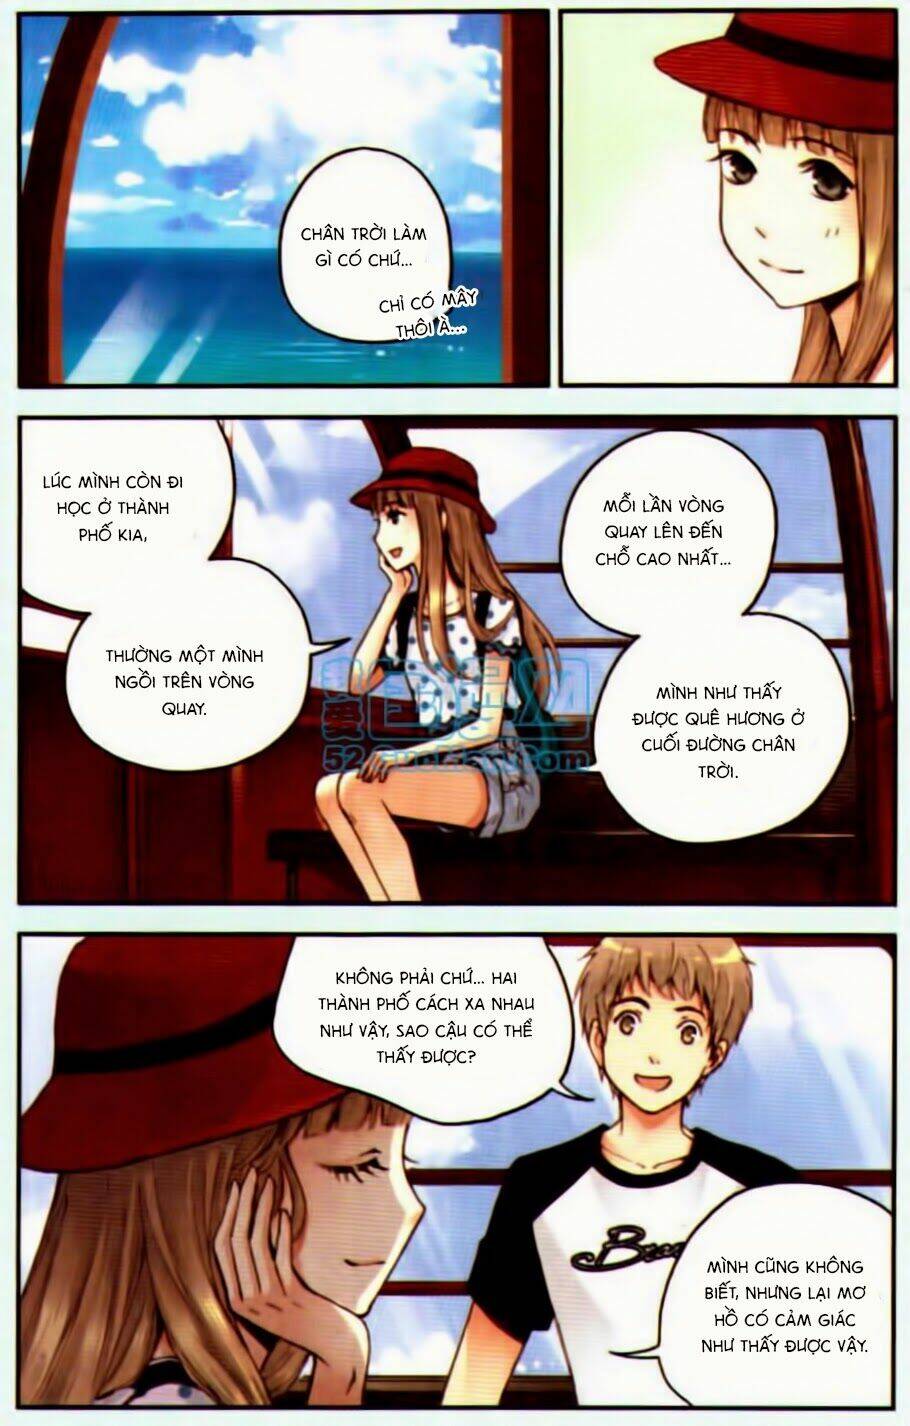 CHÂN TRỜI LÀM
GÌ CÓ CHỨ...
CHỈ CÓ MÂY
THÔI À...
LÚC MÌNH CÒN ĐI
HỌC Ở THÀNH
PHỐ KIA,
THƯỜNG MỘT MÌNH
NGỒI TRÊN VÒNG
QUAY.
MỖI LẦN VÒNG
QUAY LÊN ĐẾN
CHỖ CAO NHẤT...
MÌNH NHƯ THẤY
ĐƯỢC QUÊ HƯƠNG Ở
CUỐI ĐƯỜNG CHÂN
TRỜI.
KHÔNG PHẢI CHỨ... HAI
THÀNH PHỐ CÁCH XA NHAU
NHƯ VẬY, SAO CẬU CÓ THỂ
THẤY ĐƯỢC?
MÌNH CŨNG KHÔNG
BIẾT, NHƯNG LẠI MƠ
HỒ CÓ CẢM GIÁC
NHƯ THẤY ĐƯỢC VẬY.